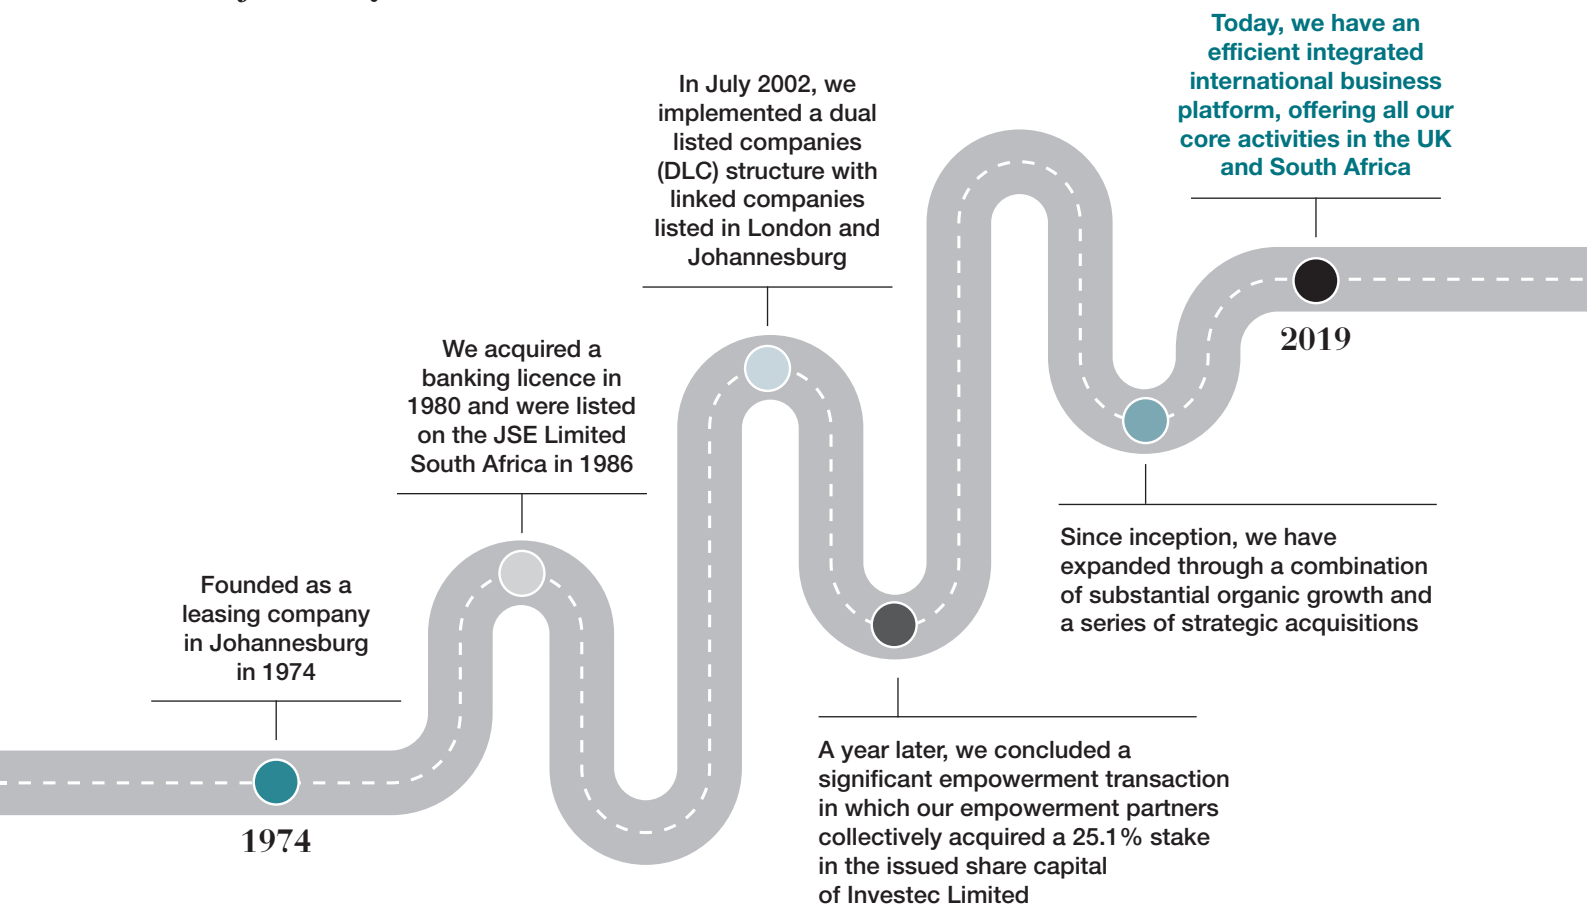 Founded as a
leasing company
in Johannesburg
in 1974
1974
We acquired a
banking licence in
1980 and were listed
on the JSE Limited
South Africa in 1986
In July 2002, we
implemented a dual
listed companies
(DLC) structure with
linked companies
listed in London and
Johannesburg
A year later, we concluded a
significant empowerment transaction
in which our empowerment partners
collectively acquired a 25.1% stake
in the issued share capital
of Investec Limited
Since inception, we have
expanded through a combination
of substantial organic growth and
a series of strategic acquisitions
Today, we have an
efficient integrated
international business
platform, offering all our
core activities in the UK
and South Africa
2019